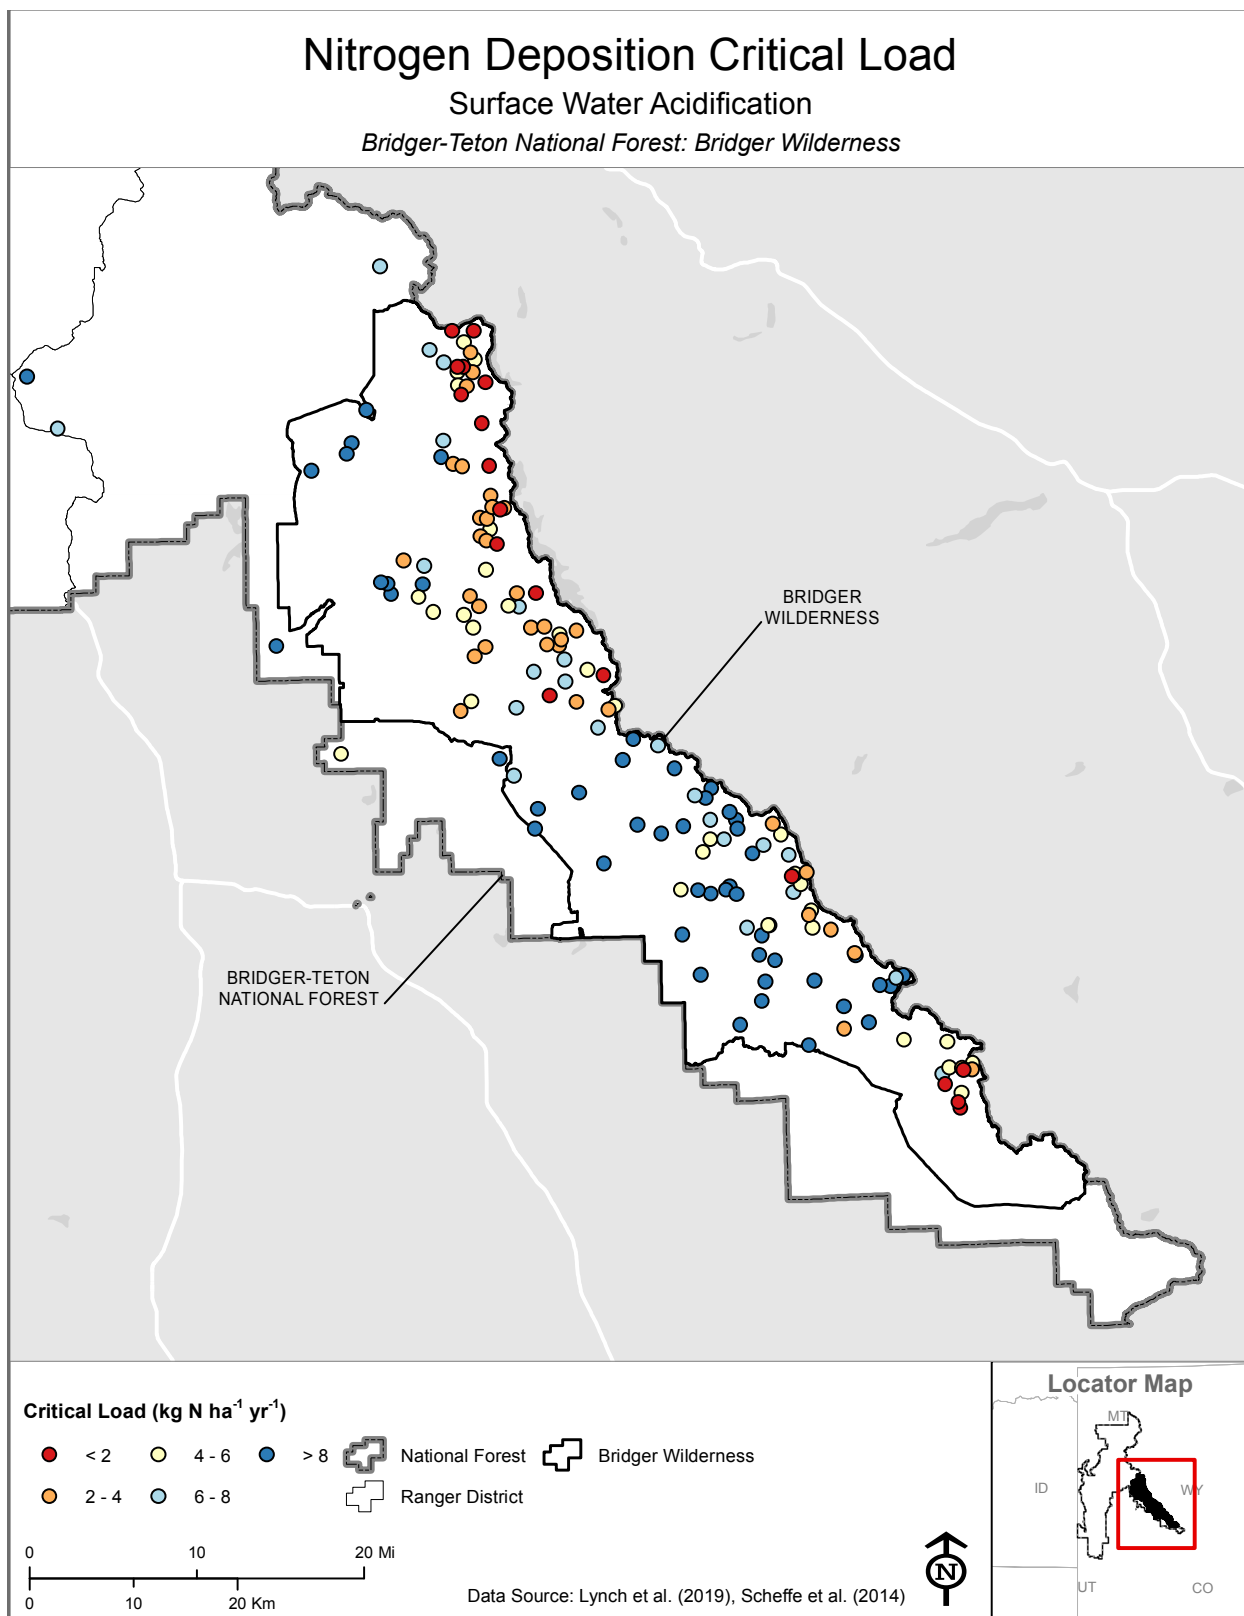 Nitrogen Deposition Critical Load
Surface Water Acidification
Bridger-Teton National Forest: Bridger Wilderness
BRIDGER
WILDERNESS
BRIDGER-TETON
NATIONAL FOREST
Critical Load (kg N ha⁻¹ yr⁻¹)
< 2
4 - 6
> 8
National Forest
Bridger Wilderness
2 - 4
6 - 8
Ranger District
0 10 20 Mi
0 10 20 Km
Data Source: Lynch et al. (2019), Scheffe et al. (2014)
N
Locator Map
MT
ID
WY
UT
CO